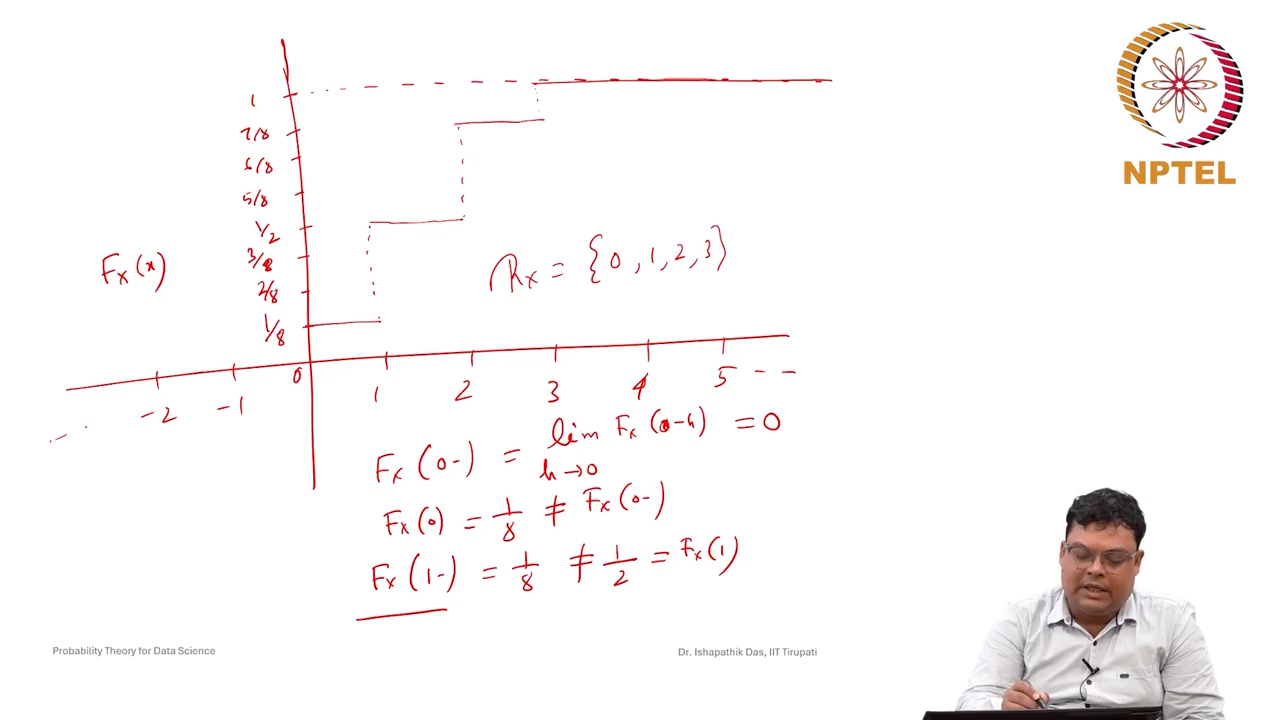 1
7/8
6/8
5/8
1/2
3/8
2/8
1/8
Fx(x)
Rx = {0, 1, 2, 3}
-2 -1 0 1 2 3 4 5 - -
Fx(0-) = lim h→0 Fx(0-h) = 0
Fx(0) = 1/8 ≠ Fx(0-)
Fx(1-) = 1/8 ≠ 1/2 = Fx(1)
NPTEL
Probability Theory for Data Science
Dr. Ishapathik Das, IIT Tirupati